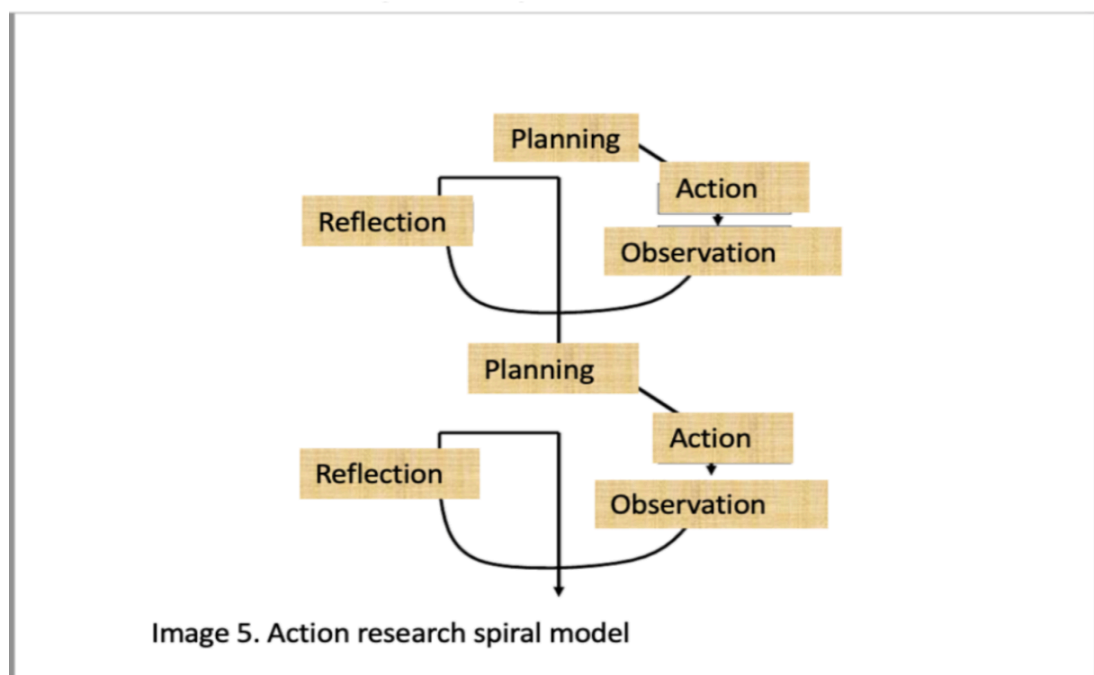 Planning
Action
Reflection
Observation
Planning
Action
Reflection
Observation
Image 5. Action research spiral model